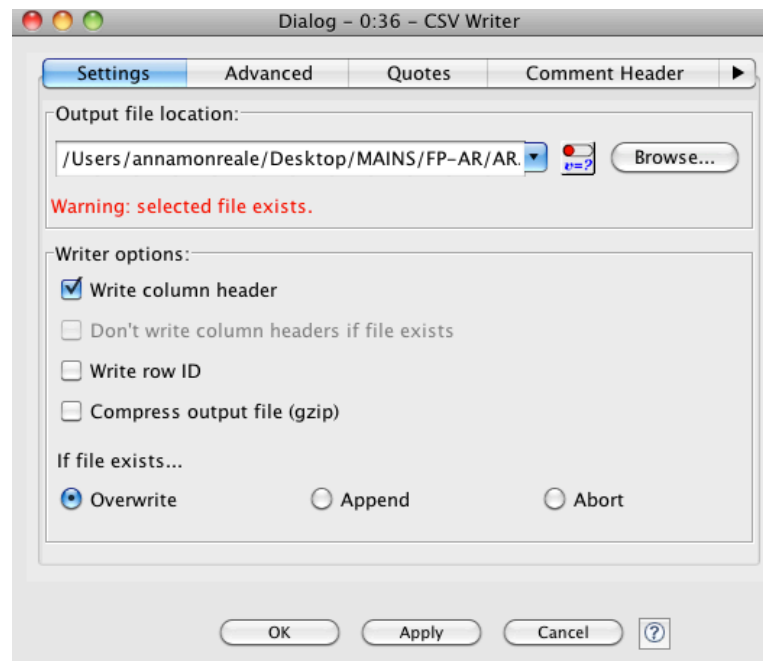 Dialog – 0:36 – CSV Writer
Settings Advanced Quotes Comment Header
Output file location:
/Users/annamonreale/Desktop/MAINS/FP-AR/AR. v=? Browse...
Warning: selected file exists.
Writer options:
Write column header
Don't write column headers if file exists
Write row ID
Compress output file (gzip)
If file exists...
Overwrite Append Abort
OK Apply Cancel ?